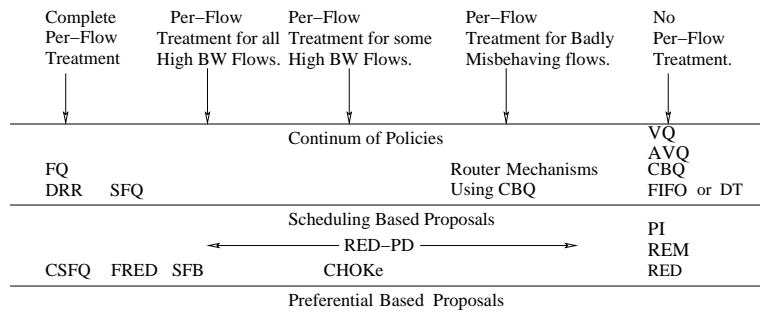 Complete
Per–Flow
Treatment
Per–Flow
Treatment for all
High BW Flows.
Per–Flow
Treatment for some
High BW Flows.
Per–Flow
Treatment for Badly
Misbehaving flows.
No
Per–Flow
Treatment.
Continum of Policies
VQ
AVQ
FQ
Router Mechanisms
CBQ
DRR SFQ
Using CBQ
FIFO or DT
Scheduling Based Proposals
PI
RED–PD
REM
CSFQ FRED SFB CHOKe RED
Preferential Based Proposals